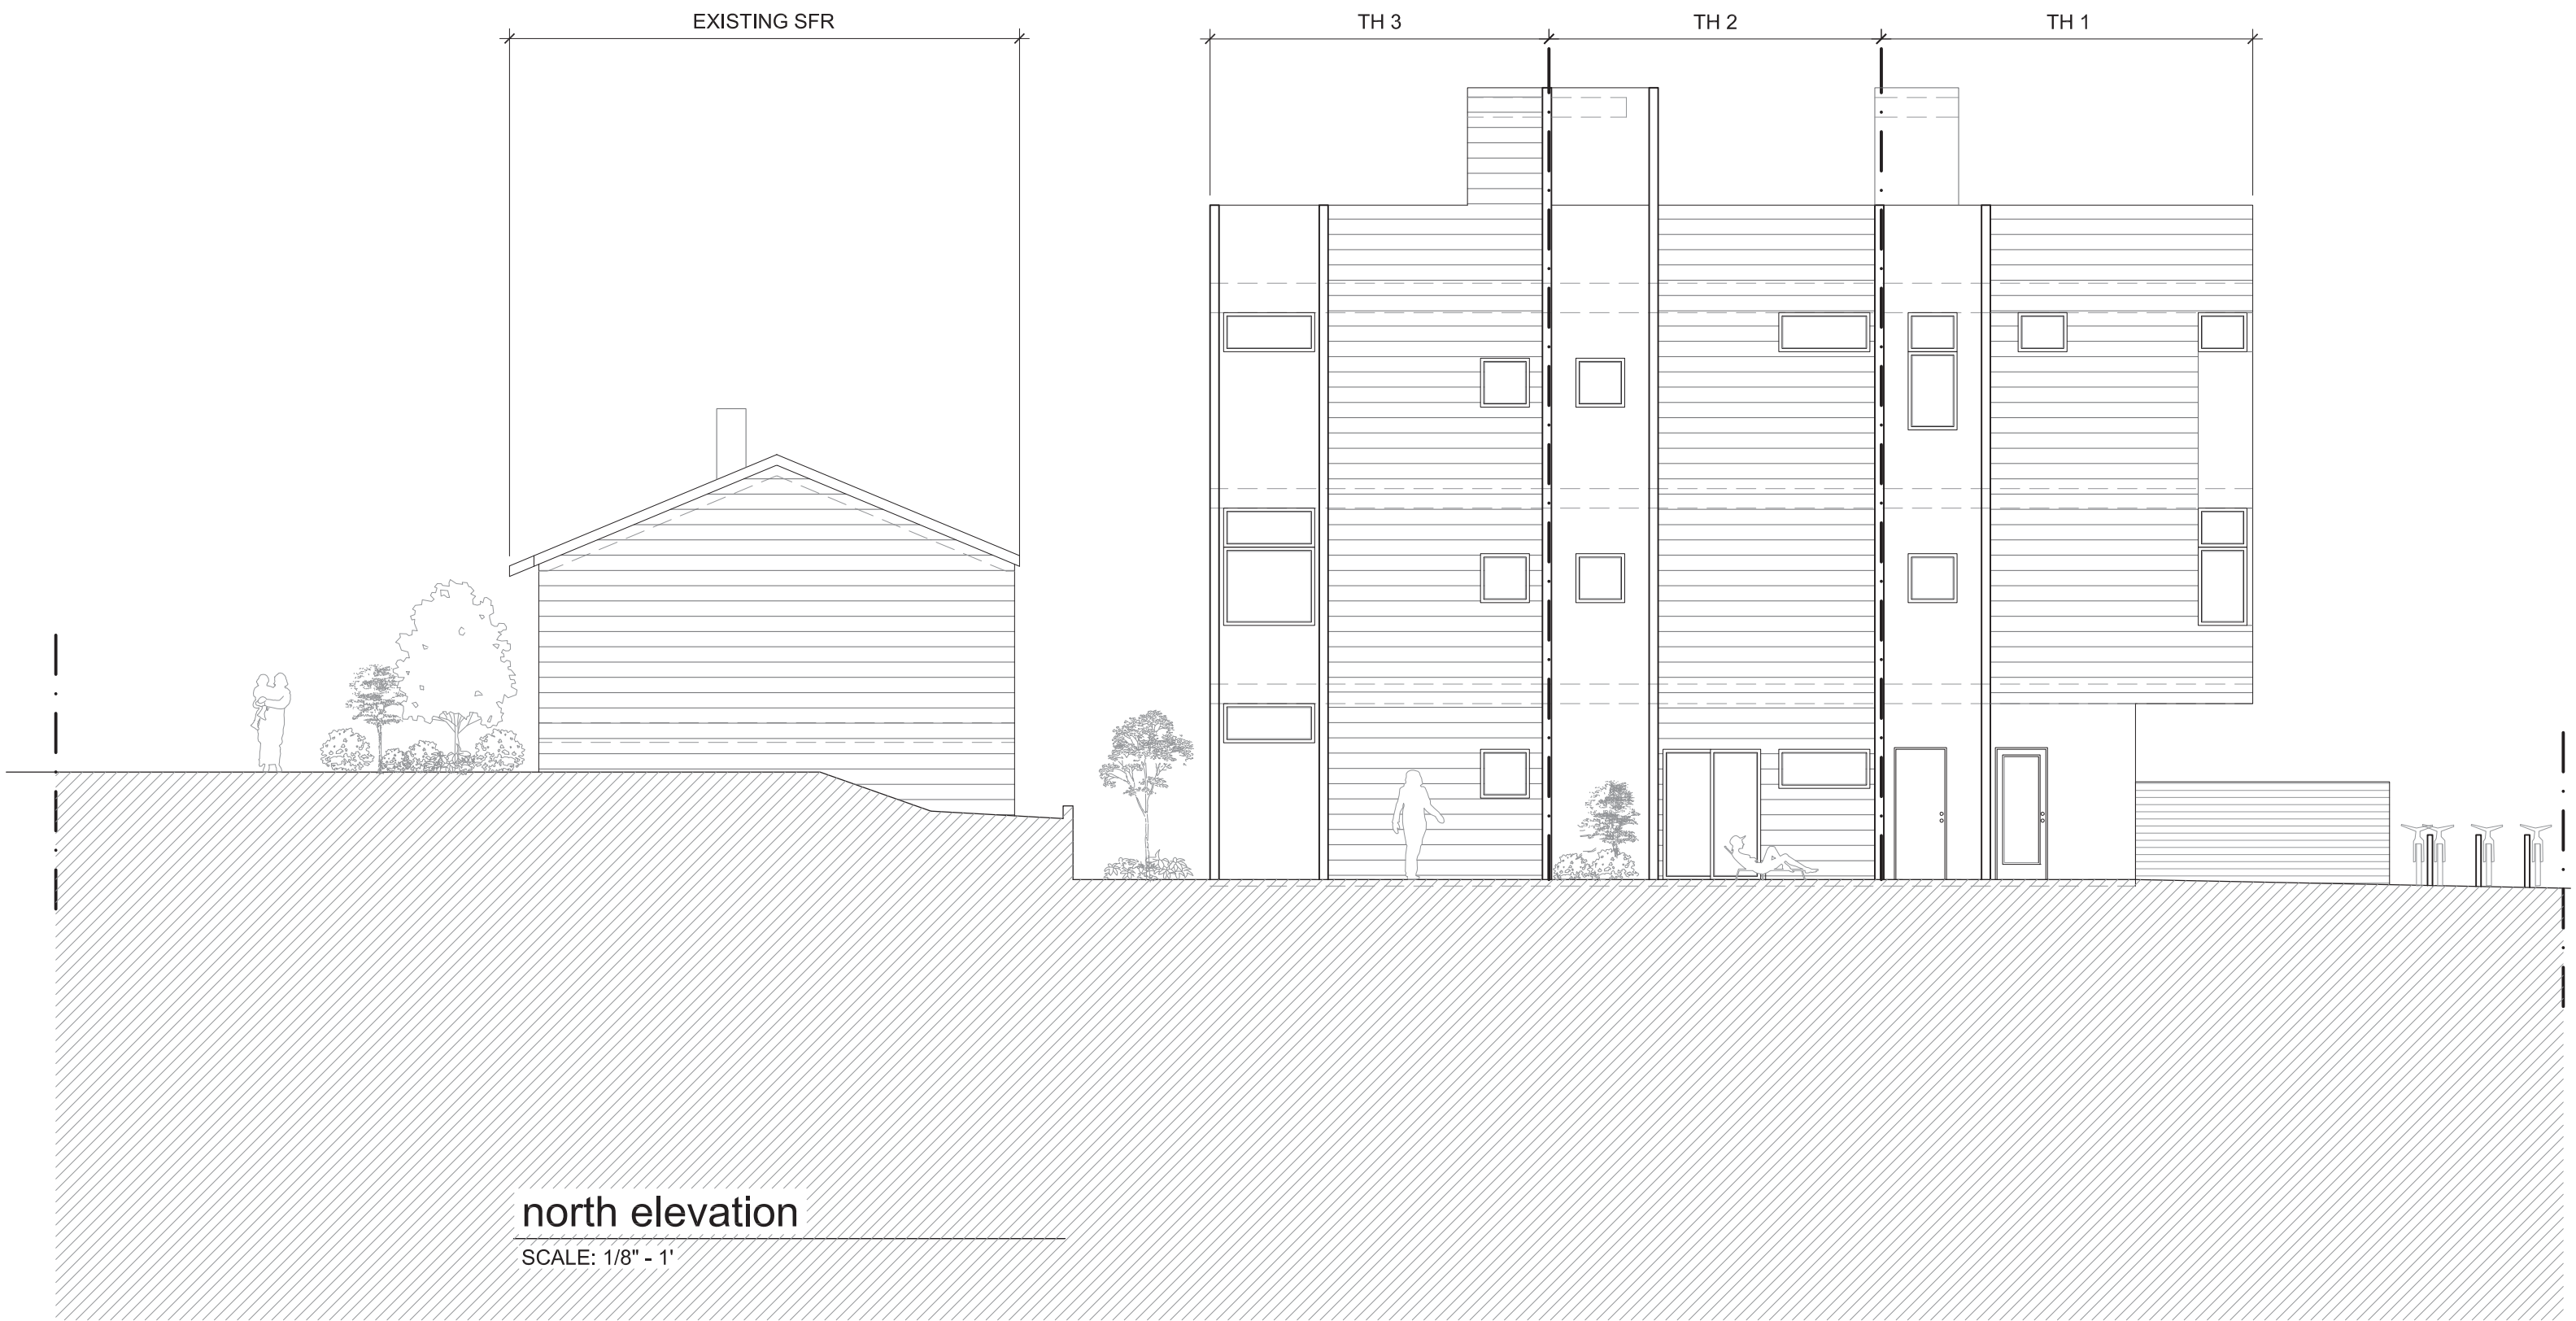 EXISTING SFR
TH 3
TH 2
TH 1
north elevation
SCALE: 1/8" - 1'